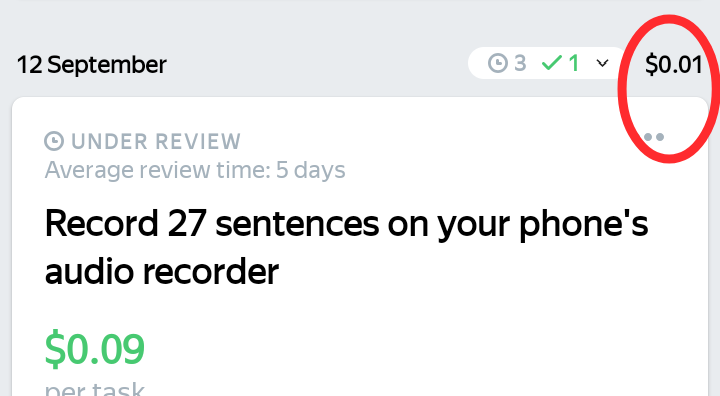 12 September 3 1 $0.01
UNDER REVIEW
Average review time: 5 days
Record 27 sentences on your phone's
audio recorder
$0.09
per task